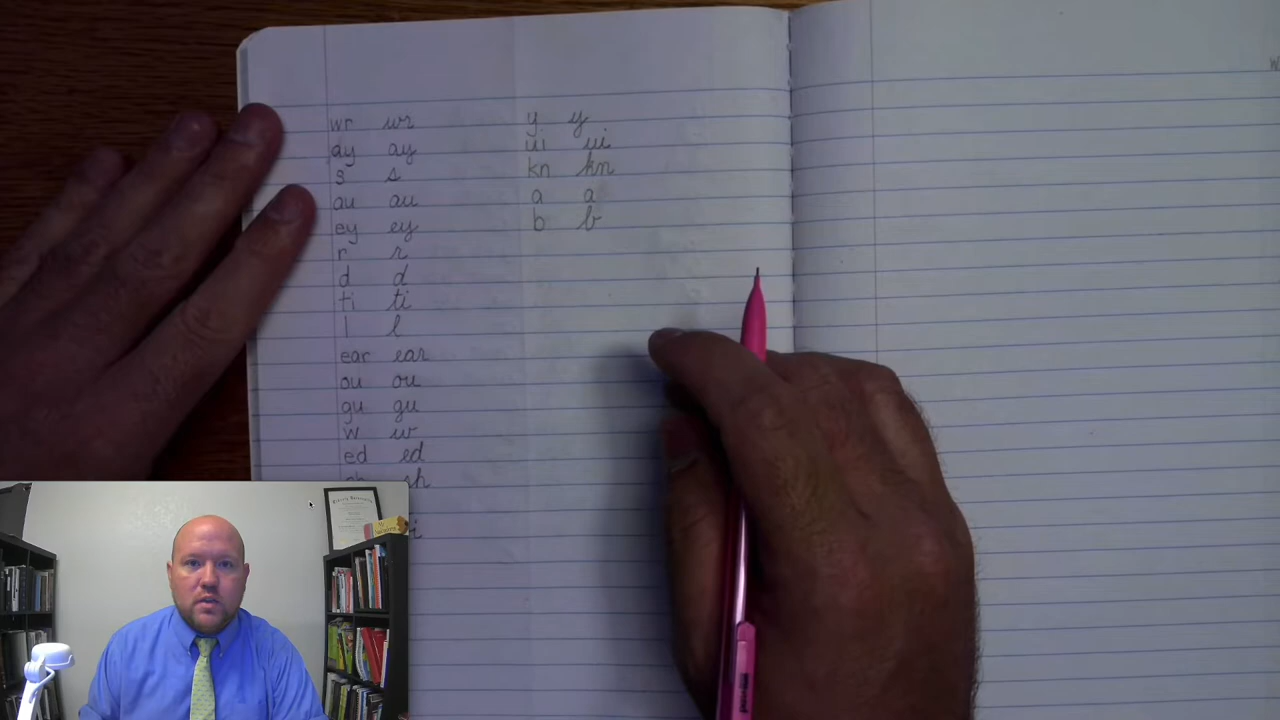 wr wr
ay ay
s s
au au
ey ey
r r
d d
ti ti
l l
ear ear
ou ou
gu gu
w w
ed ed
sh
i
y y
ui ui
kn kn
a a
b b